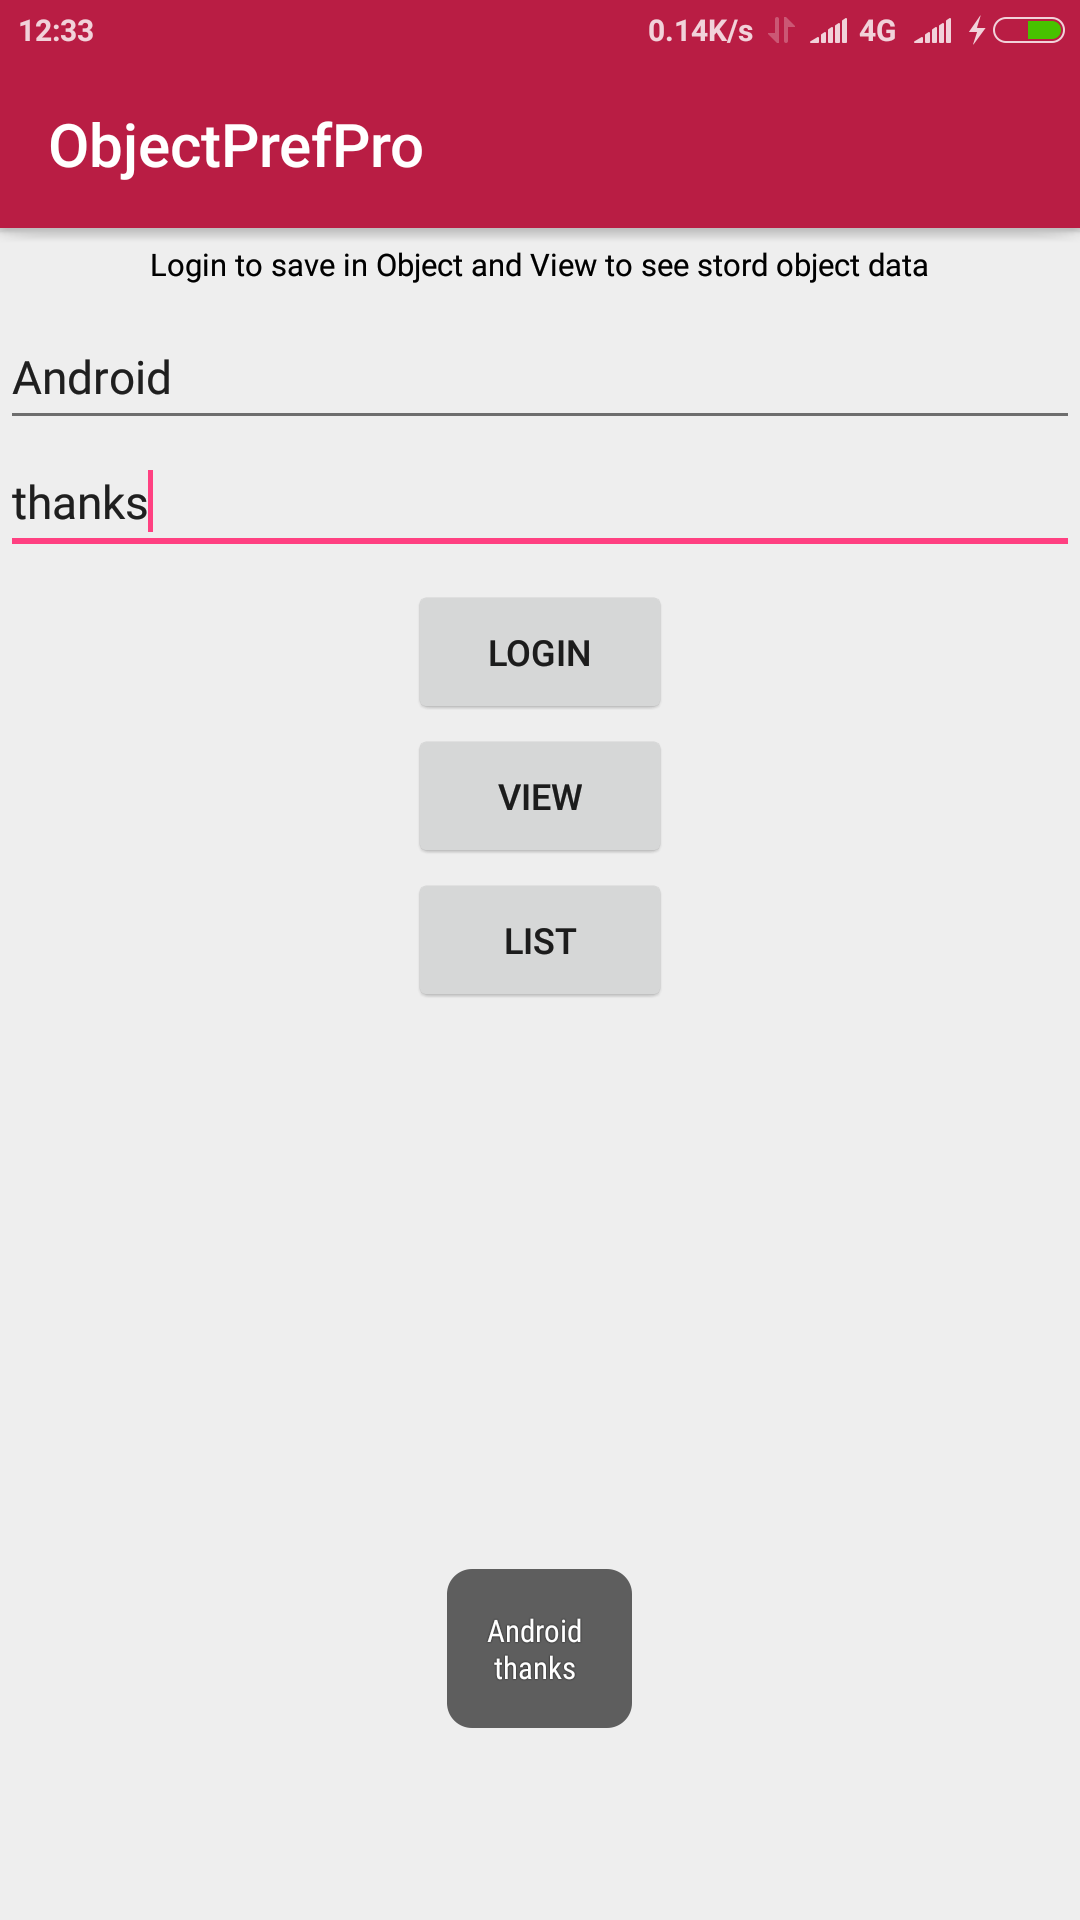 12:33 0.14K/s 4G
ObjectPrefPro
Login to save in Object and View to see stord object data
Android
thanks
LOGIN
VIEW
LIST
Android
thanks